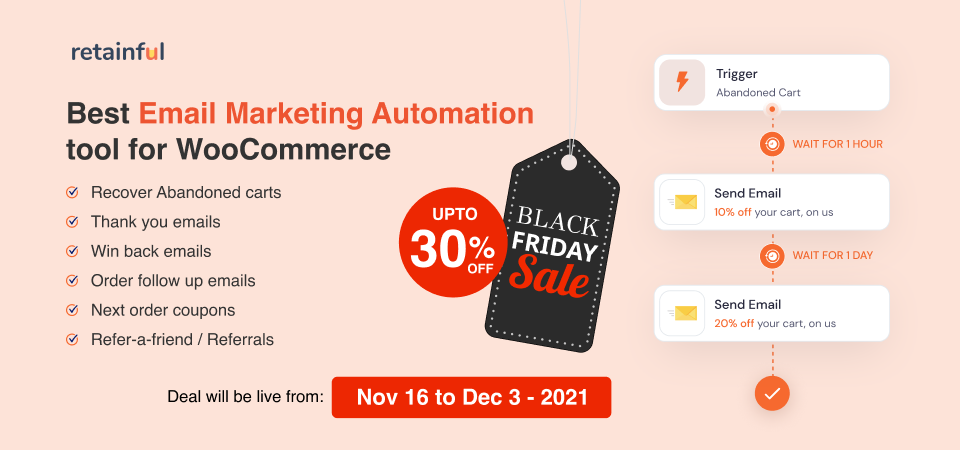 retainful
Best Email Marketing Automation
tool for WooCommerce
Recover Abandoned carts
Thank you emails
Win back emails
Order follow up emails
Next order coupons
Refer-a-friend / Referrals
UPTO
30%
OFF
BLACK
FRIDAY
Sale
Deal will be live from:
Nov 16 to Dec 3 - 2021
Trigger
Abandoned Cart
WAIT FOR 1 HOUR
Send Email
10% off your cart, on us
WAIT FOR 1 DAY
Send Email
20% off your cart, on us